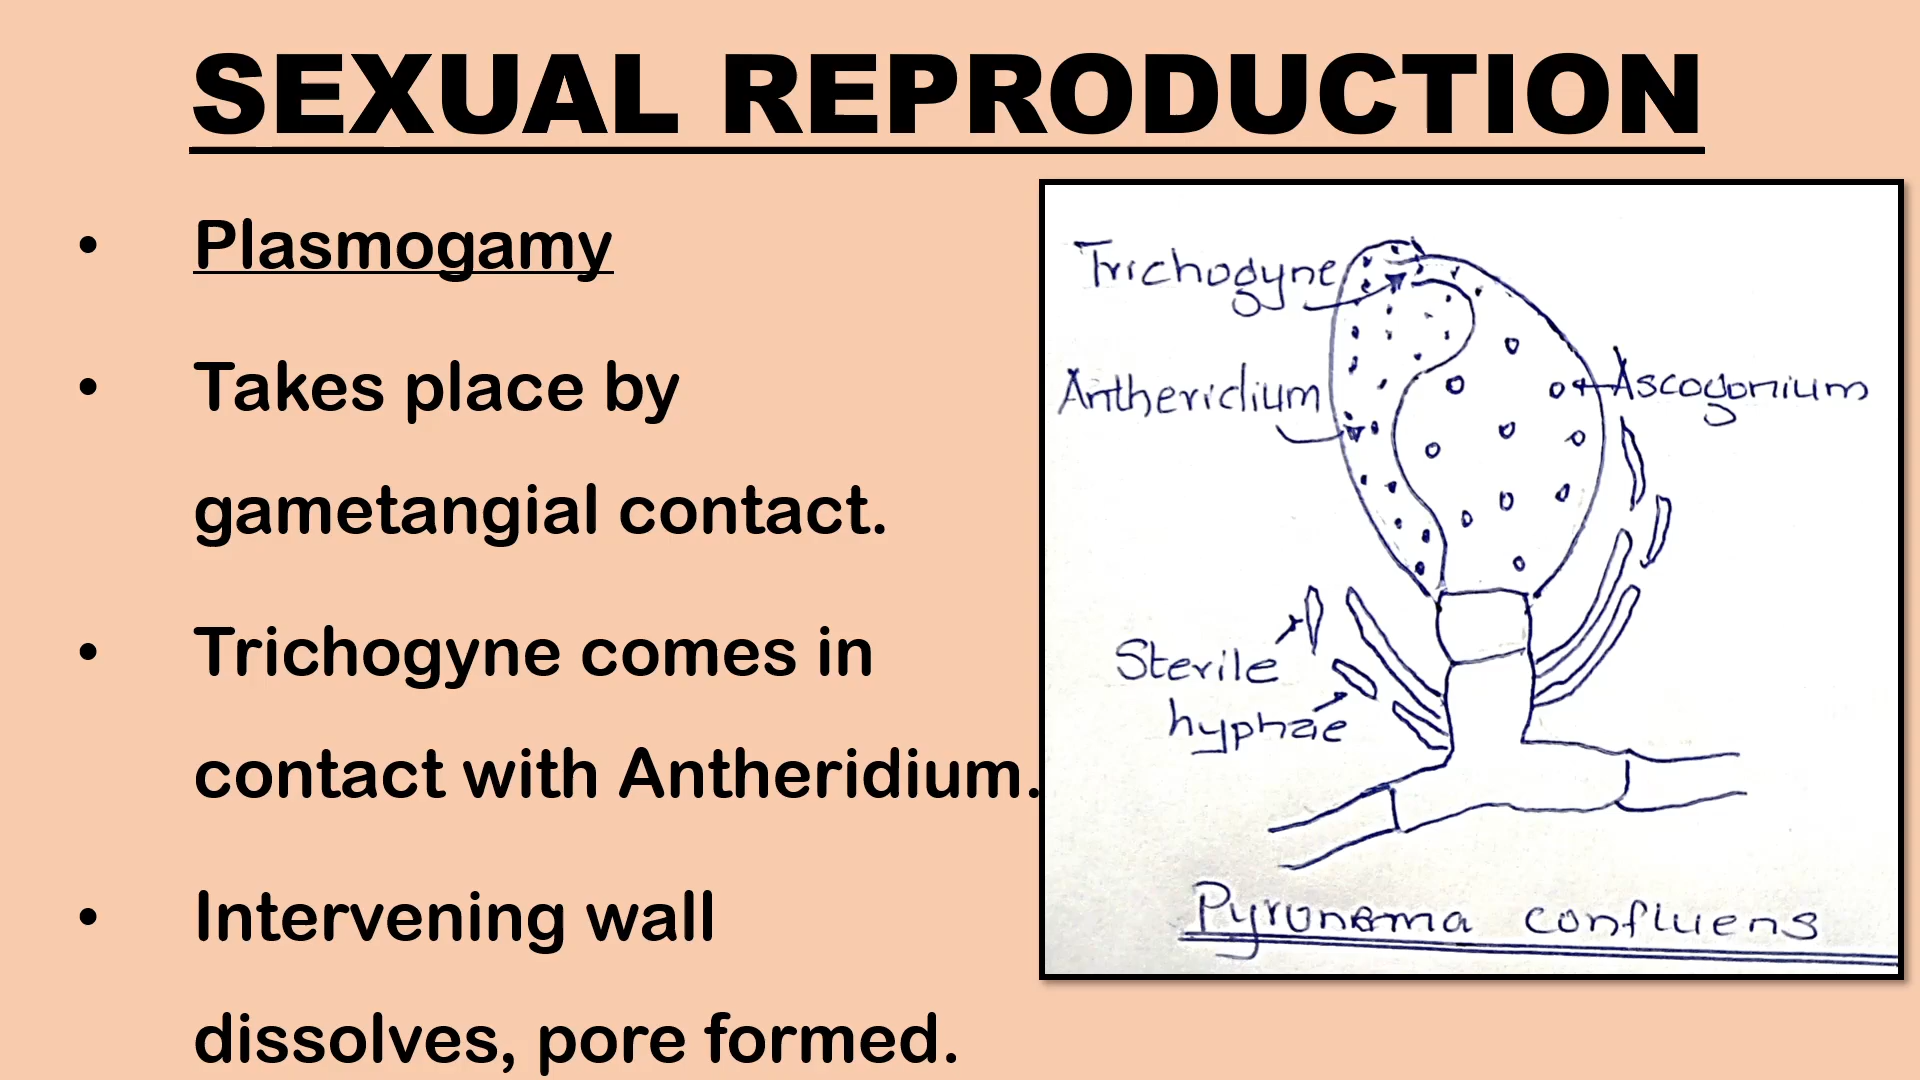 SEXUAL REPRODUCTION
• Plasmogamy
• Takes place by
gametangial contact.
• Trichogyne comes in
contact with Antheridium.
• Intervening wall
dissolves, pore formed.
Trichogyne
Antheridium
Ascogonium
Sterile
hyphae
Pyronema confluens